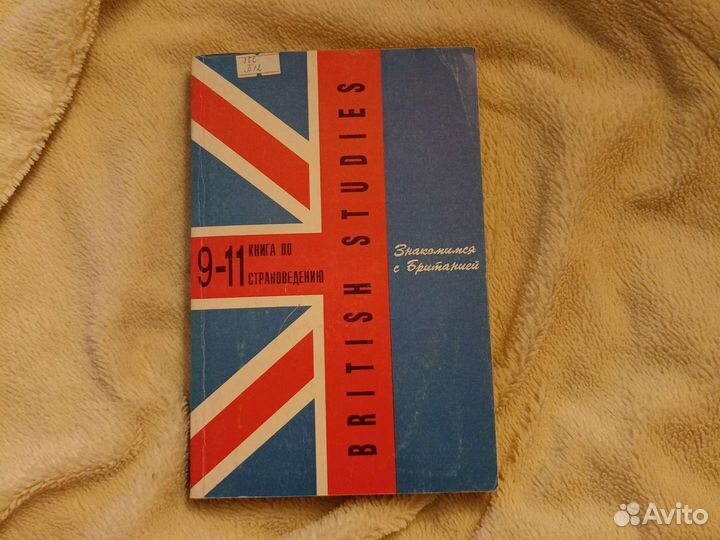 9-11
КНИГА ПО
СТРАНОВЕДЕНИЮ
BRITISH STUDIES
Знакомимся
с Британией
Avito